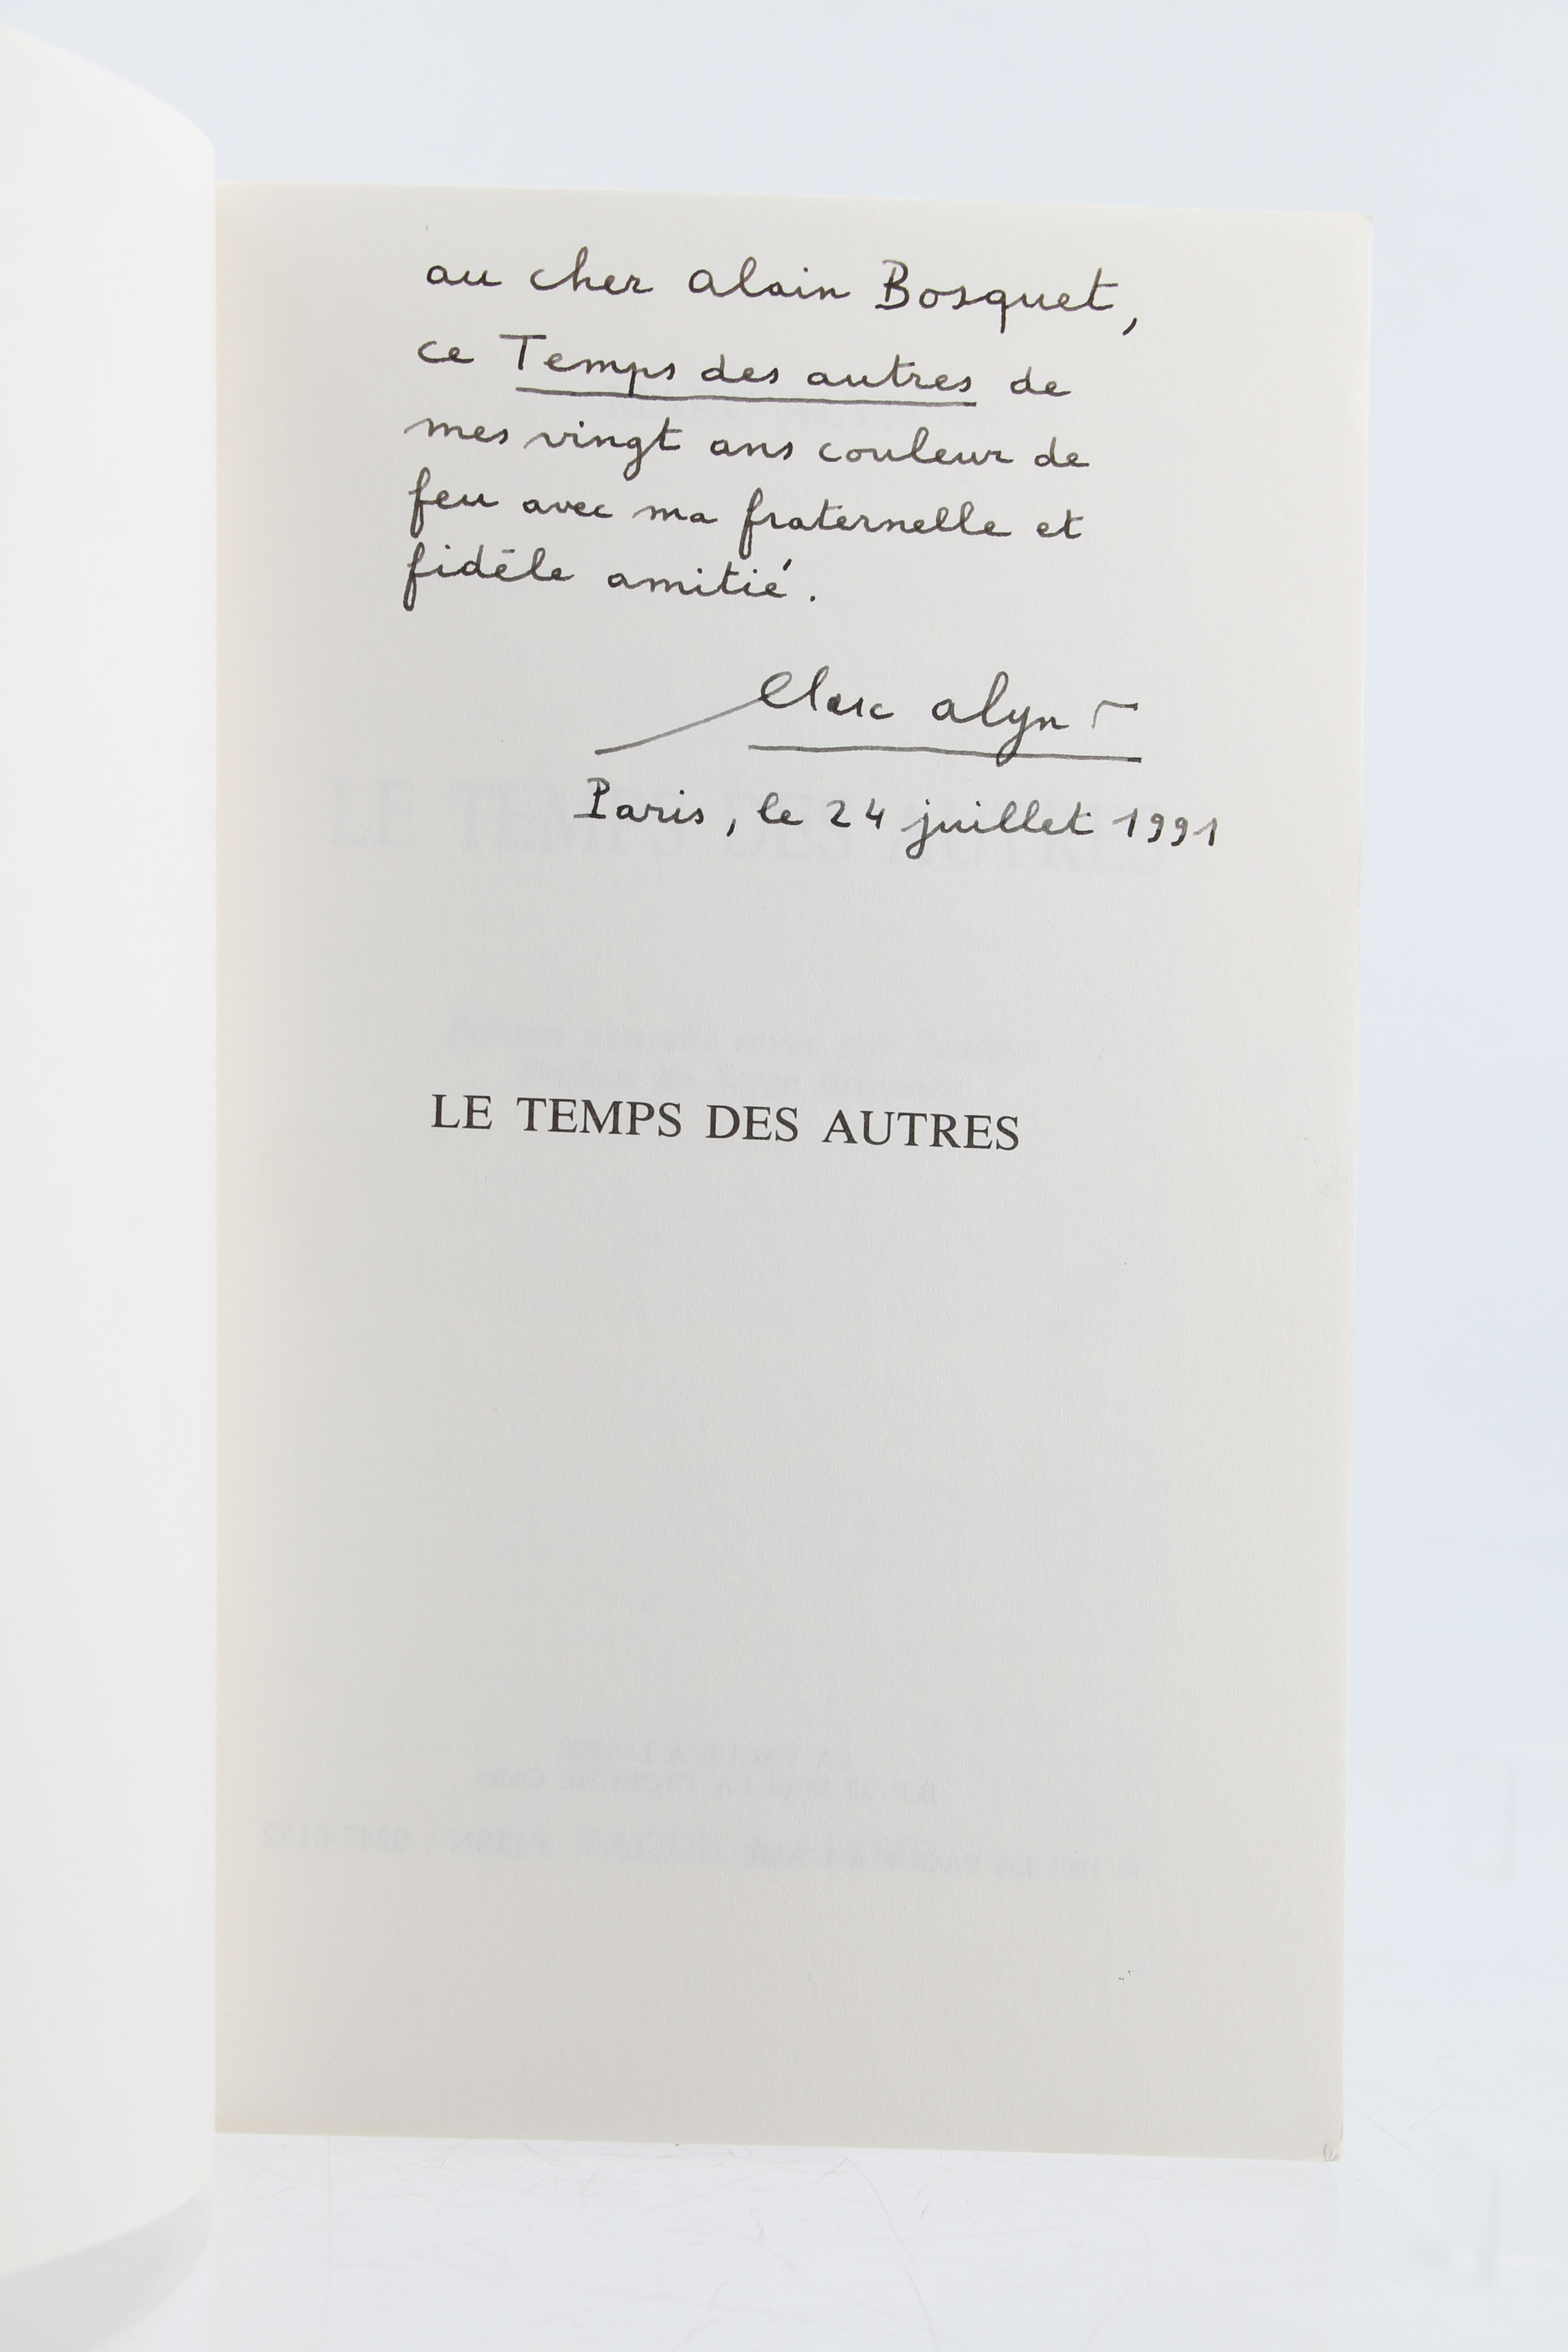 au cher Alain Bosquet,
ce Temps des autres de
mes vingt ans couleur de
feu avec ma fraternelle et
fidèle amitié.
Marc Alyn
Paris, le 24 juillet 1991
LE TEMPS DES AUTRES